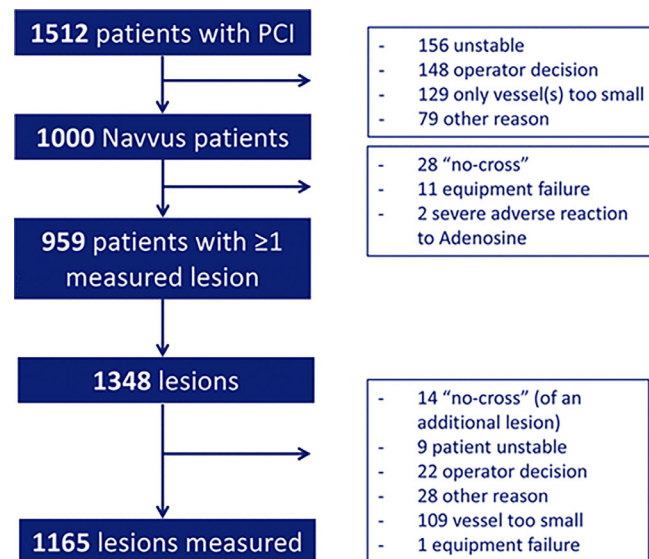 1512 patients with PCI
- 156 unstable
- 148 operator decision
- 129 only vessel(s) too small
- 79 other reason
1000 Navvus patients
- 28 “no-cross”
- 11 equipment failure
- 2 severe adverse reaction
to Adenosine
959 patients with ≥1
measured lesion
1348 lesions
- 14 “no-cross” (of an
additional lesion)
- 9 patient unstable
- 22 operator decision
- 28 other reason
- 109 vessel too small
- 1 equipment failure
1165 lesions measured